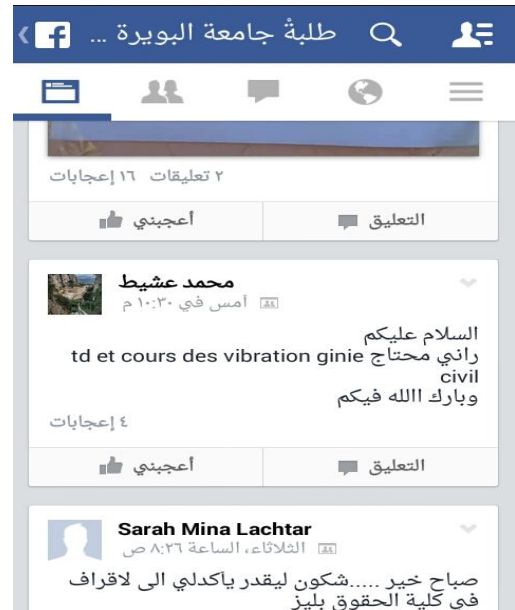 طلبةْ جامعة البويرة ...
٢ تعليقات ١٦ إعجابات
أعجبني
التعليق
محمد عشيط
أمس في ١٠:٣٠ م
السلام عليكم
راني محتاج td et cours des vibration ginie
civil
وبارك االله فيكم
٤ إعجابات
أعجبني
التعليق
Sarah Mina Lachtar
الثلاثاء، الساعة ٨:٢٦ ص
صباح خير .....شكون ليقدر ياكدلي الى لاقراف
في كلية الحقوق بليز